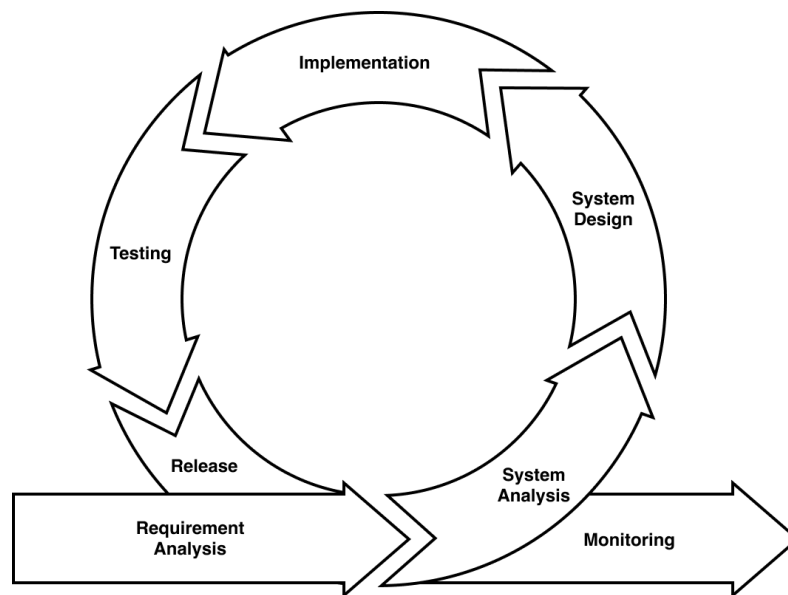 Implementation
System
Design
Testing
Release
System
Analysis
Requirement
Analysis
Monitoring